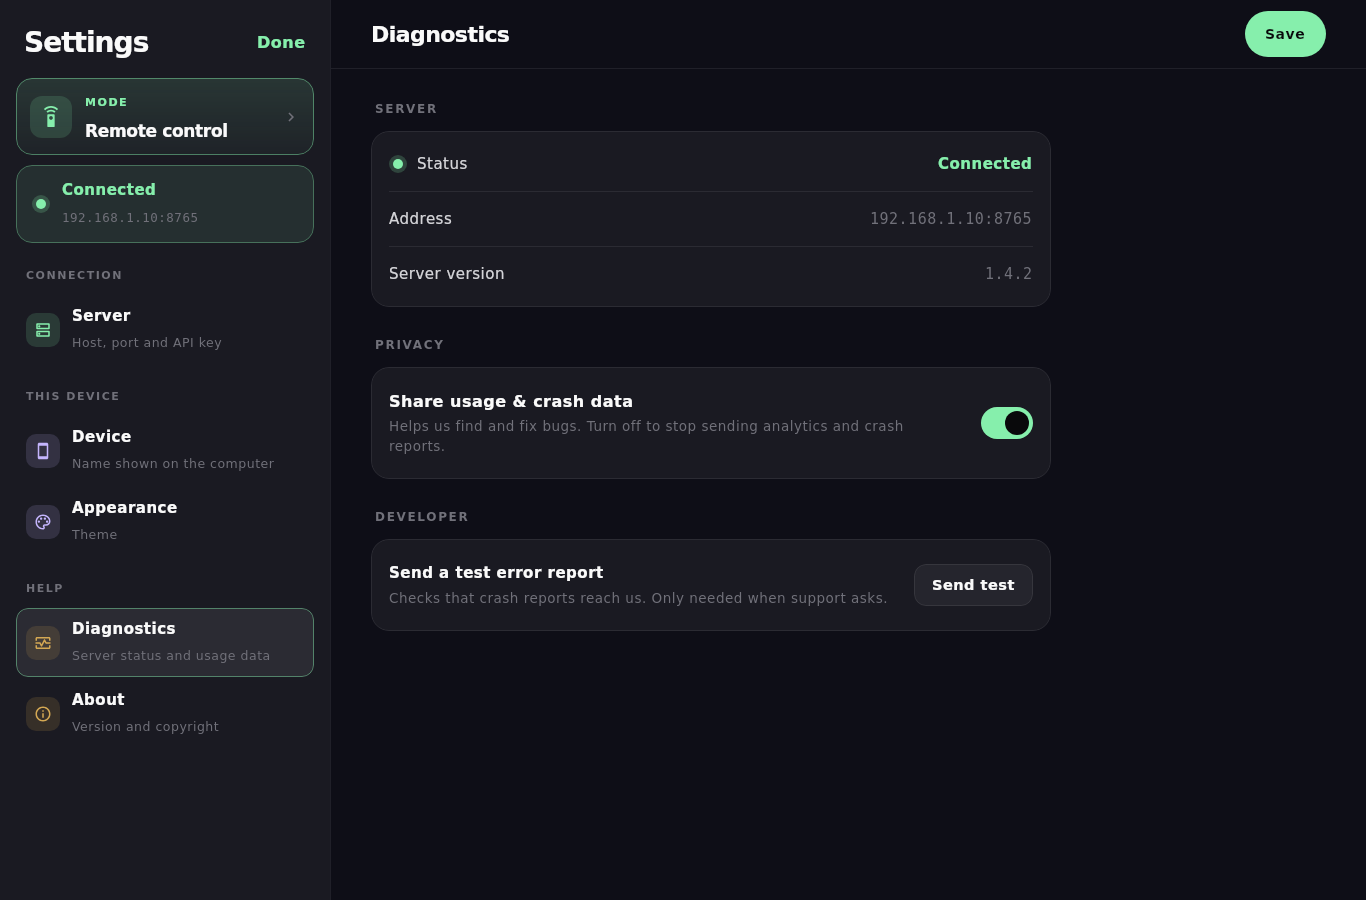 Settings
Done
MODE
Remote control
Connected
192.168.1.10:8765
CONNECTION
Server
Host, port and API key
THIS DEVICE
Device
Name shown on the computer
Appearance
Theme
HELP
Diagnostics
Server status and usage data
About
Version and copyright
Diagnostics
Save
SERVER
Status
Connected
Address
192.168.1.10:8765
Server version
1.4.2
PRIVACY
Share usage & crash data
Helps us find and fix bugs. Turn off to stop sending analytics and crash
reports.
DEVELOPER
Send a test error report
Checks that crash reports reach us. Only needed when support asks.
Send test